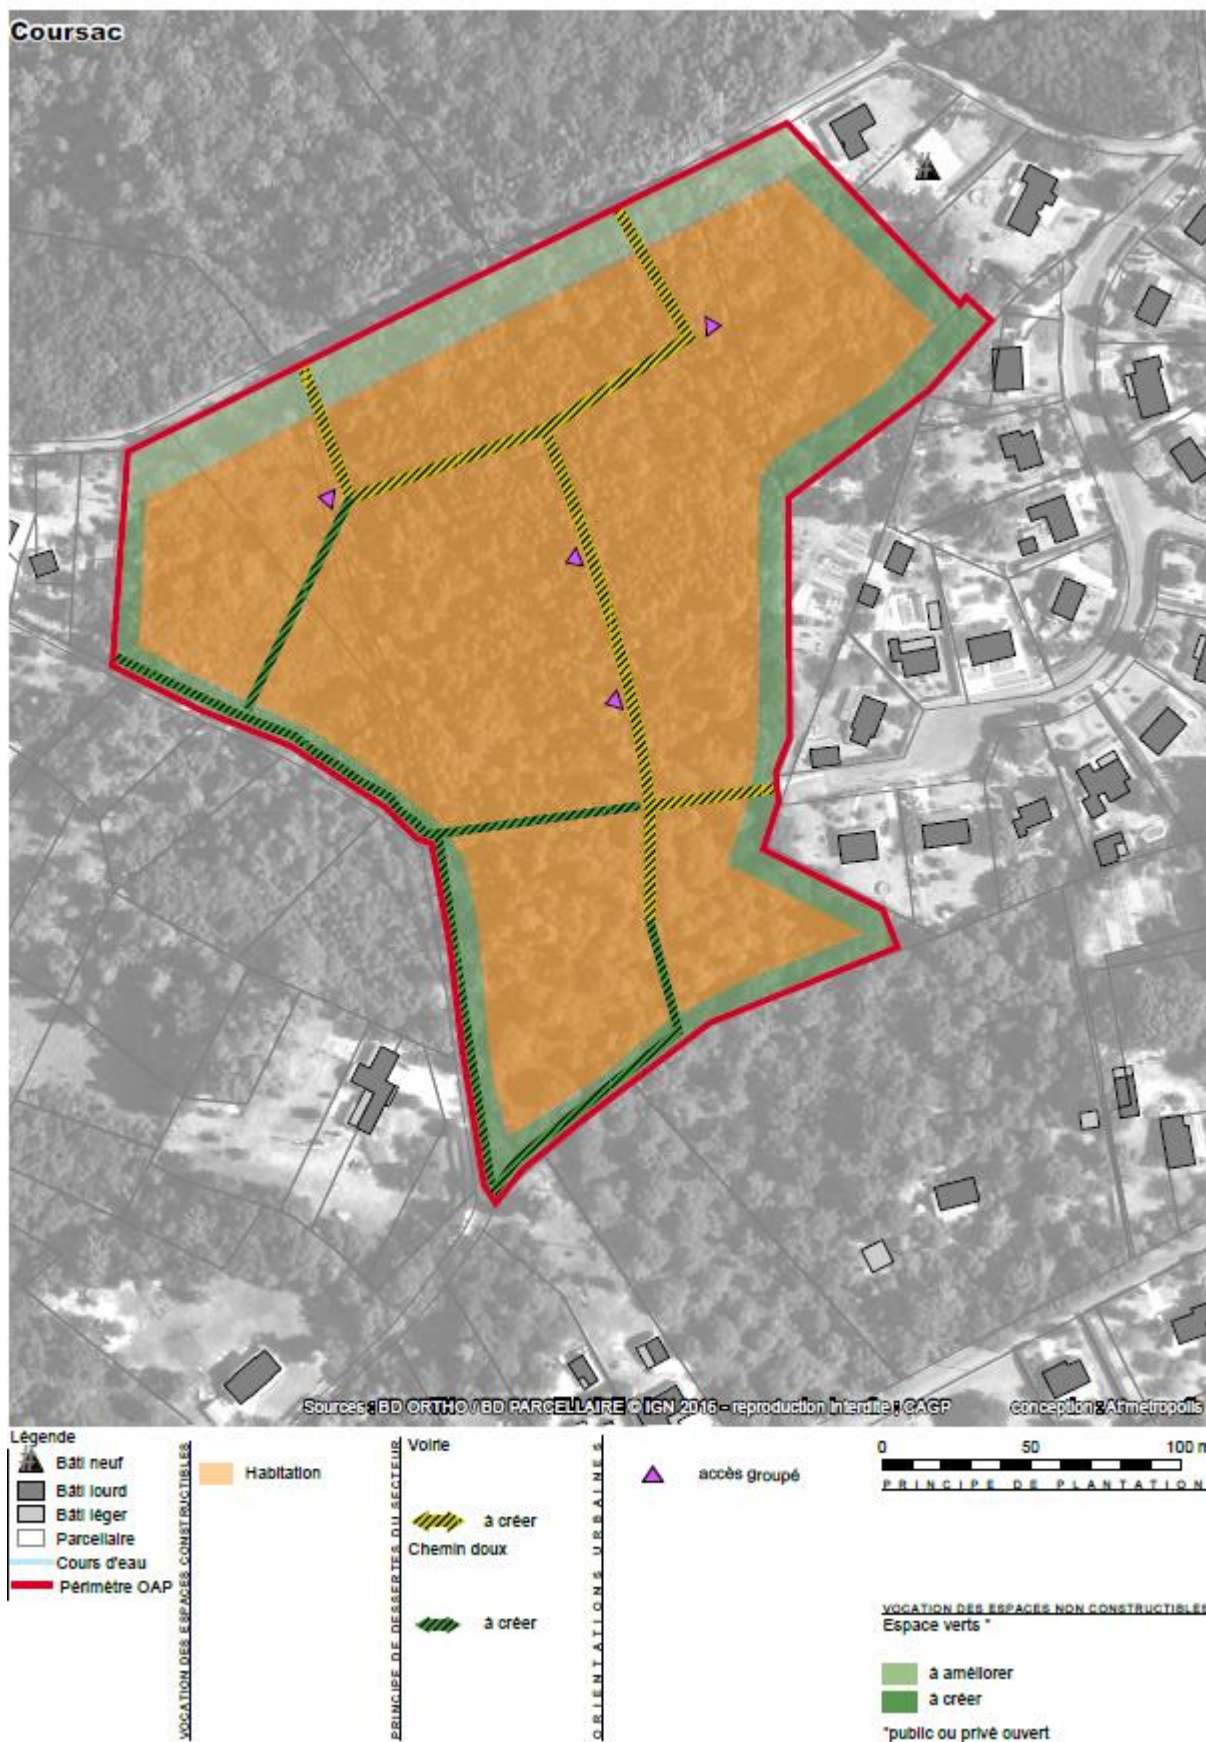 Coursac
Sources : BD ORTHO / BD PARCELLAIRE © IGN 2016 - reproduction interdite ; CAGP
conception : At'metropolis
Légende
Bâti neuf
Bâti lourd
Bâti léger
Parcellaire
Cours d'eau
Périmètre OAP
VOCATION DES ESPACES CONSTRUCTIBLES
Habitation
PRINCIPE DE DESSERTES DU SECTEUR
Voirie
à créer
Chemin doux
à créer
ORIENTATIONS URBAINES
accès groupé
0 50 100 m
PRINCIPE DE PLANTATION
VOCATION DES ESPACES NON CONSTRUCTIBLES
Espace verts *
à améliorer
à créer
*public ou privé ouvert